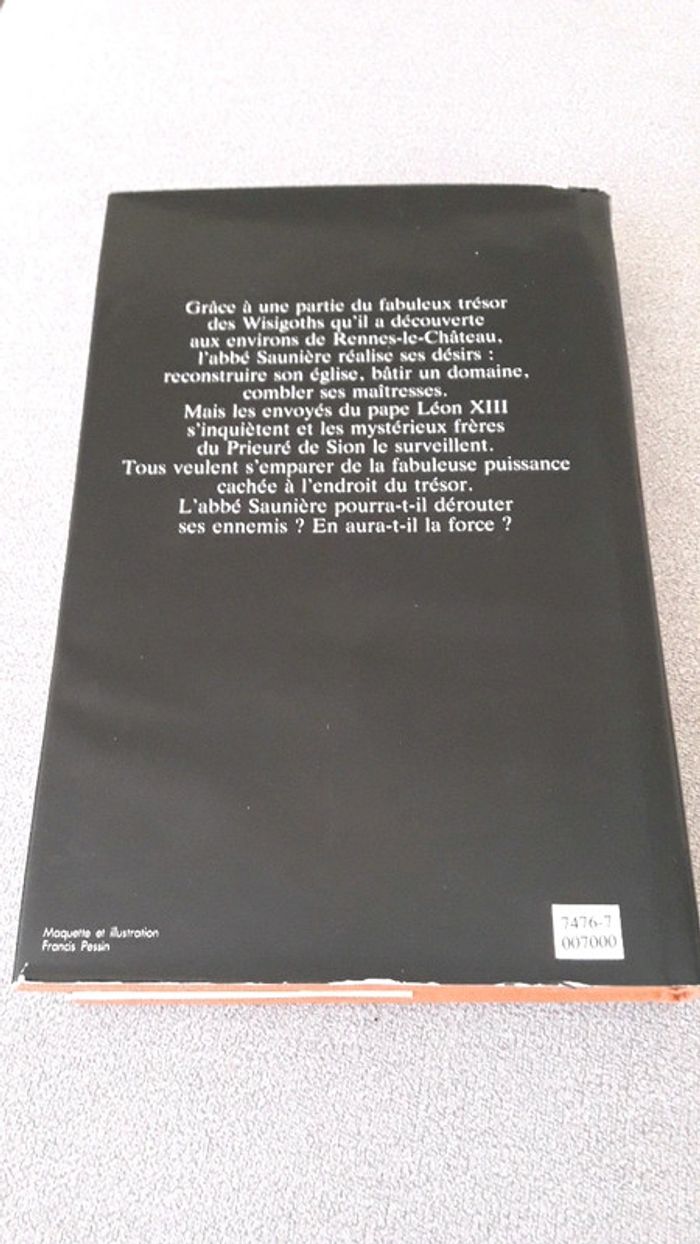 Grâce à une partie du fabuleux trésor
des Wisigoths qu'il a découverte
aux environs de Rennes-le-Château,
l'abbé Saunière réalise ses désirs :
reconstruire son église, bâtir un domaine,
combler ses maîtresses.
Mais les envoyés du pape Léon XIII
s'inquiètent et les mystérieux frères
du Prieuré de Sion le surveillent.
Tous veulent s'emparer de la fabuleuse puissance
cachée à l'endroit du trésor.
L'abbé Saunière pourra-t-il dérouter
ses ennemis ? En aura-t-il la force ?
Maquette et illustration
Francis Pessin
7476-7
007000